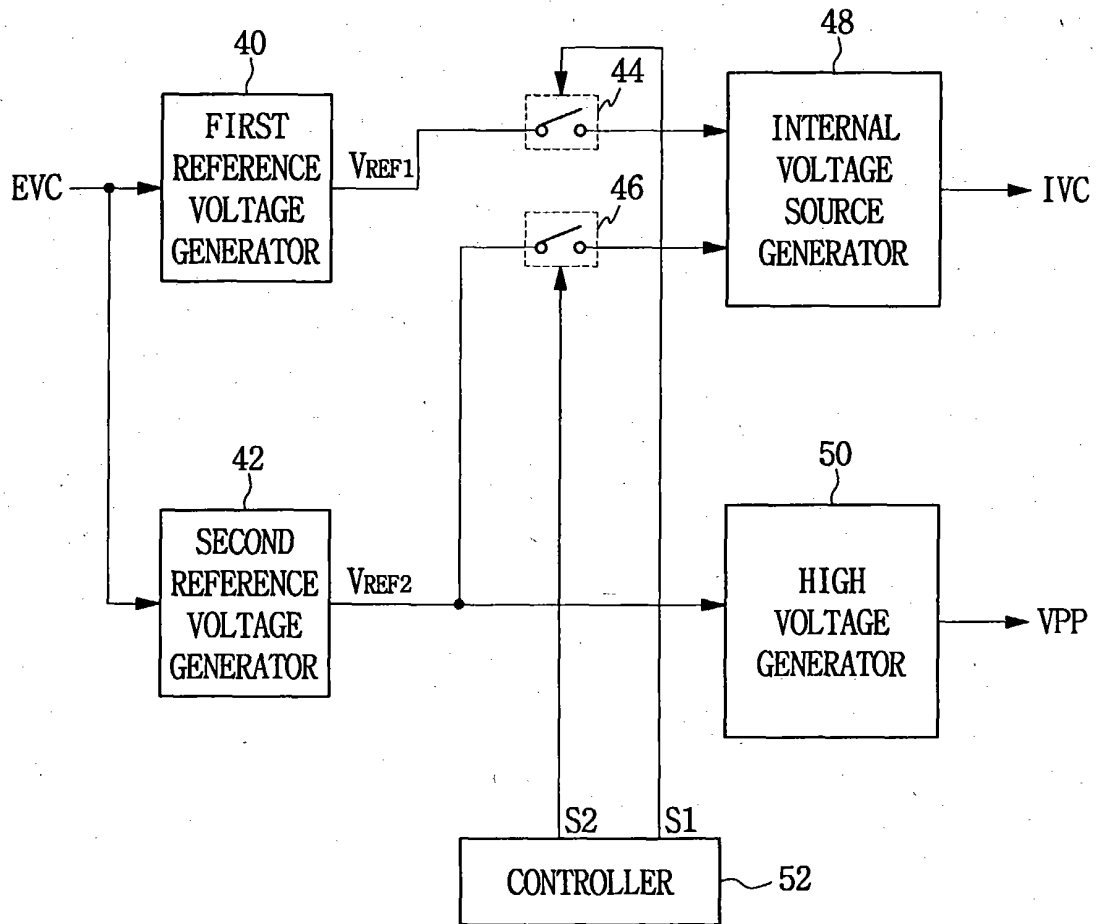 40
FIRST
REFERENCE
VOLTAGE
GENERATOR
EVC
VREF1
44
46
48
INTERNAL
VOLTAGE
SOURCE
GENERATOR
IVC
42
SECOND
REFERENCE
VOLTAGE
GENERATOR
VREF2
50
HIGH
VOLTAGE
GENERATOR
VPP
S2
S1
CONTROLLER
52